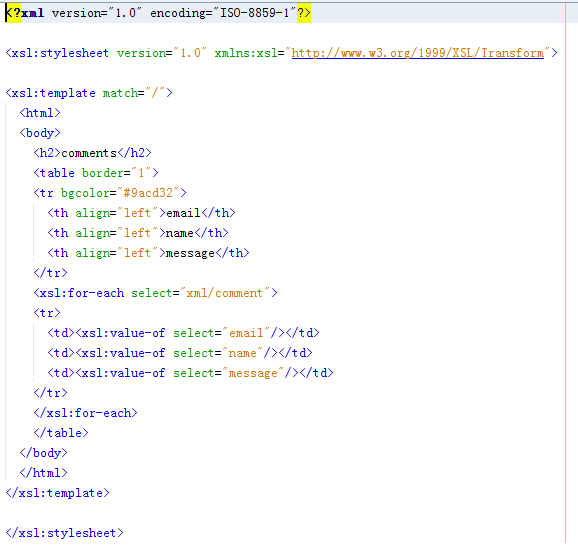 <?xml version="1.0" encoding="ISO-8859-1"?>
<xsl:stylesheet version="1.0" xmlns:xsl="http://www.w3.org/1999/XSL/Transform">
<xsl:template match="/">
<html>
<body>
<h2>comments</h2>
<table border="1">
<tr bgcolor="#9acd32">
<th align="left">email</th>
<th align="left">name</th>
<th align="left">message</th>
</tr>
<xsl:for-each select="xml/comment">
<tr>
<td><xsl:value-of select="email"/></td>
<td><xsl:value-of select="name"/></td>
<td><xsl:value-of select="message"/></td>
</tr>
</xsl:for-each>
</table>
</body>
</html>
</xsl:template>
</xsl:stylesheet>